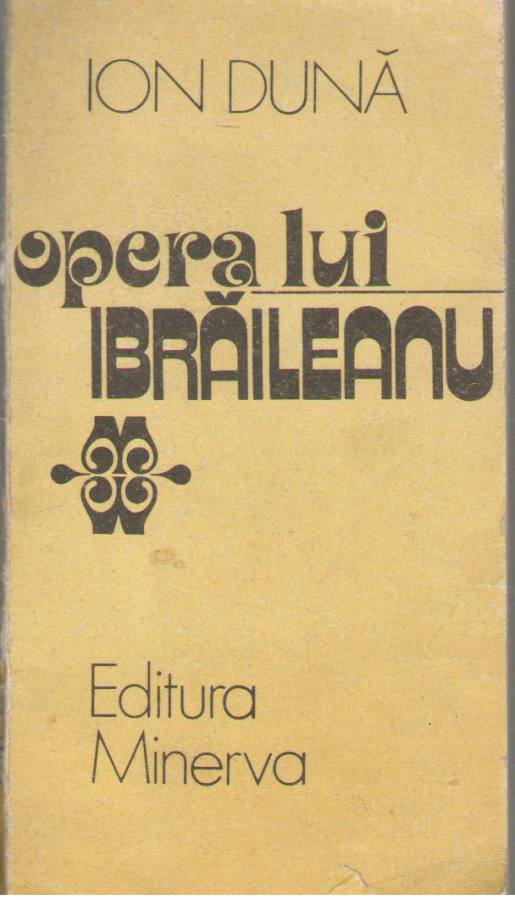 ION DUNĂ
opera lui
IBRĂILEANU
Editura
Minerva